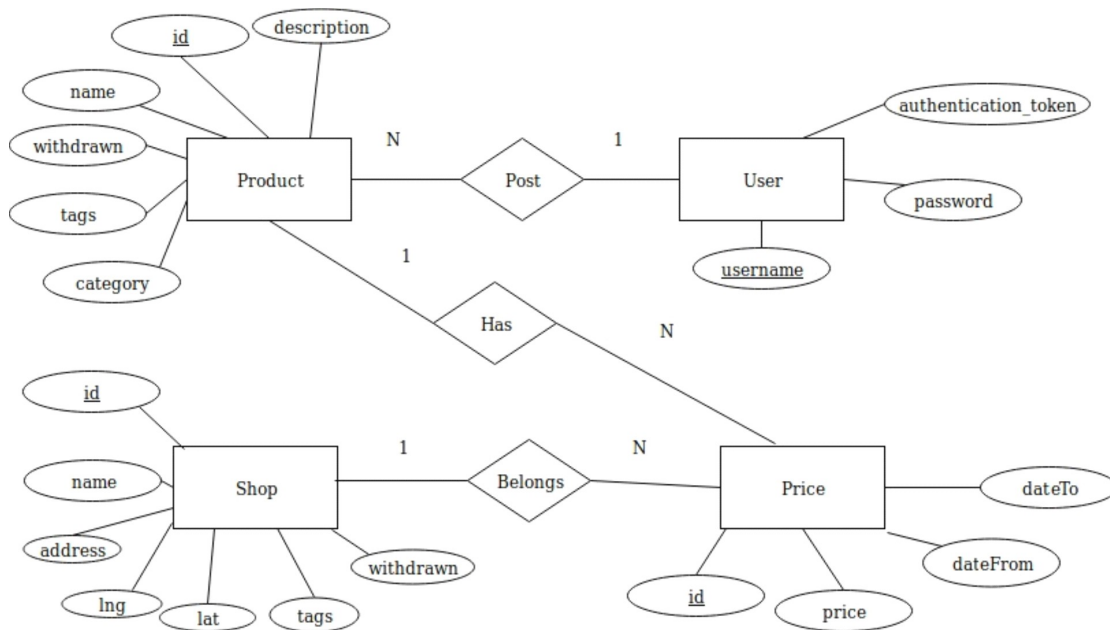 id
description
name
authentication_token
N
1
withdrawn
Product
Post
User
password
tags
1
username
category
Has
N
id
1
N
name
Shop
Belongs
Price
dateTo
address
withdrawn
dateFrom
lng
lat
tags
id
price